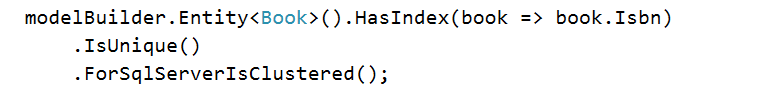 modelBuilder.Entity<Book>().HasIndex(book => book.Isbn)
.IsUnique()
.ForSqlServerIsClustered();